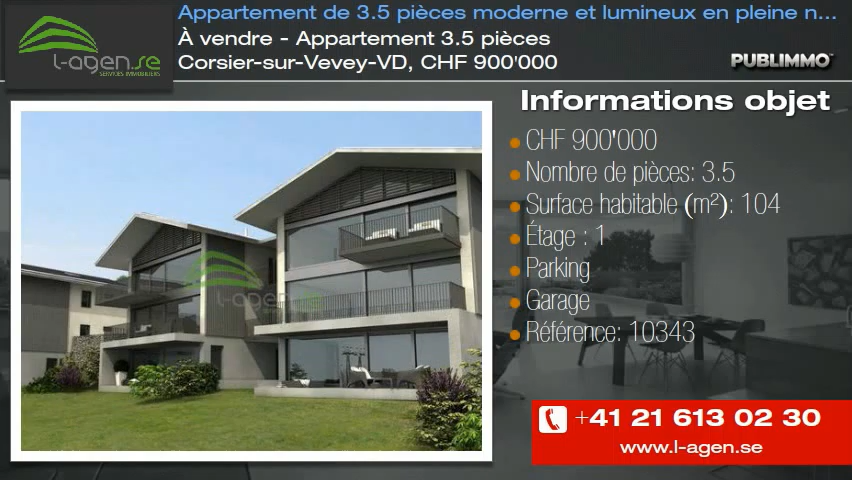 l-agen.se
SERVICES IMMOBILIERS
Appartement de 3.5 pièces moderne et lumineux en pleine n...
À vendre - Appartement 3.5 pièces
Corsier-sur-Vevey-VD, CHF 900'000
PUBLIMMO
Informations objet
CHF 900'000
Nombre de pièces: 3.5
Surface habitable (m²): 104
Étage : 1
Parking
Garage
Référence: 10343
l-agen.se
+41 21 613 02 30
www.l-agen.se